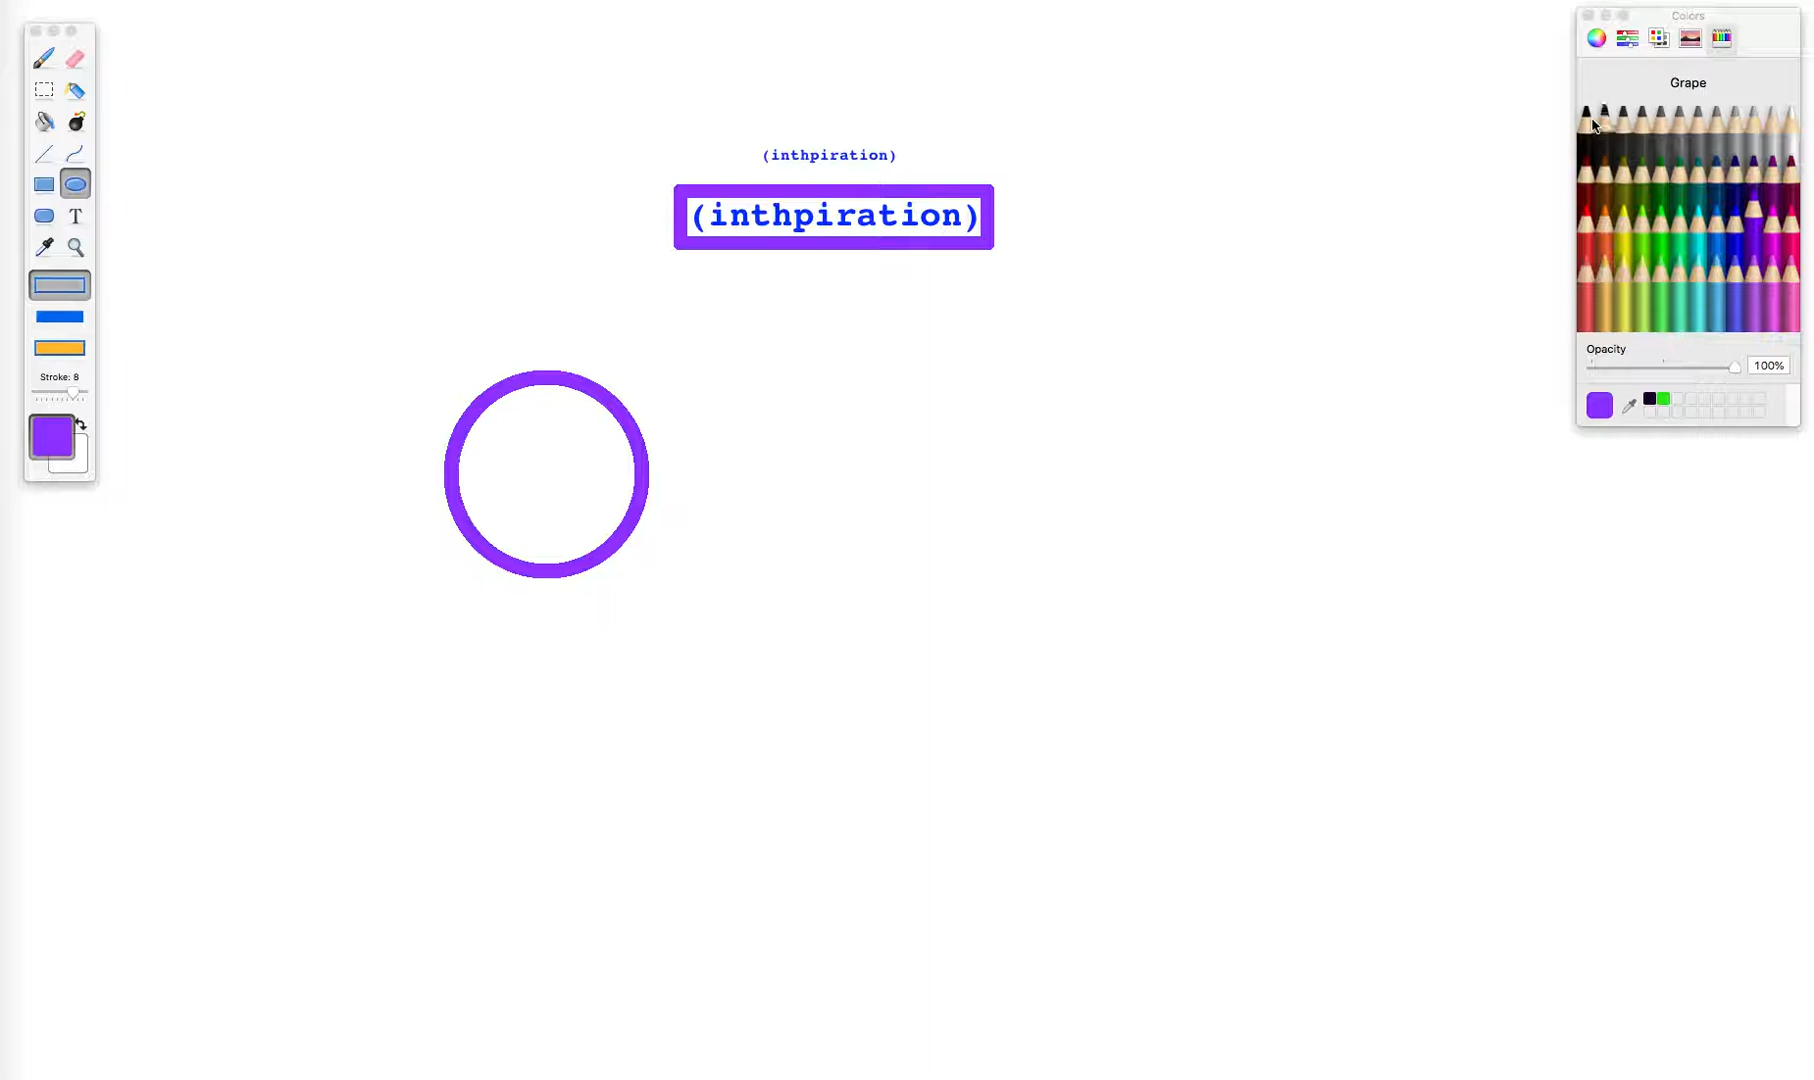 Colors
Grape
(inthpiration)
(inthpiration)
T
Opacity
100%
Stroke: 8